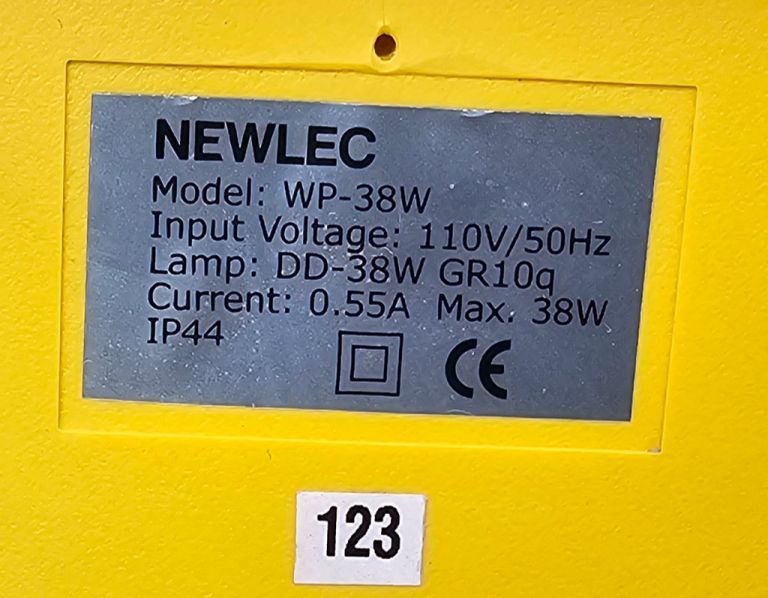 NEWLEC
Model: WP-38W
Input Voltage: 110V/50Hz
Lamp: DD-38W GR10q
Current: 0.55A Max. 38W
IP44
CE
123